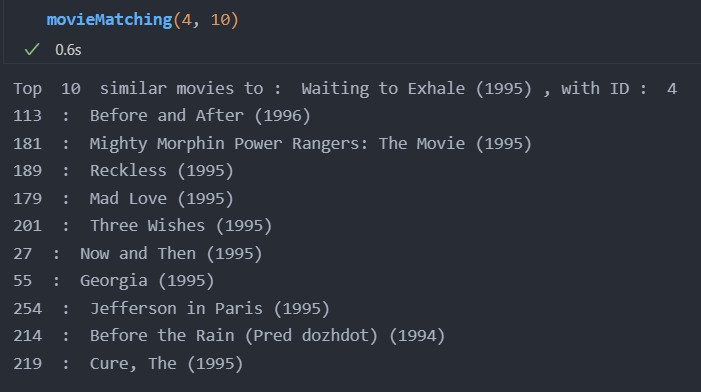 movieMatching(4, 10)
0.6s
Top  10  similar movies to :  Waiting to Exhale (1995) , with ID :  4
113  :  Before and After (1996)
181  :  Mighty Morphin Power Rangers: The Movie (1995)
189  :  Reckless (1995)
179  :  Mad Love (1995)
201  :  Three Wishes (1995)
27  :  Now and Then (1995)
55  :  Georgia (1995)
254  :  Jefferson in Paris (1995)
214  :  Before the Rain (Pred dozhdot) (1994)
219  :  Cure, The (1995)